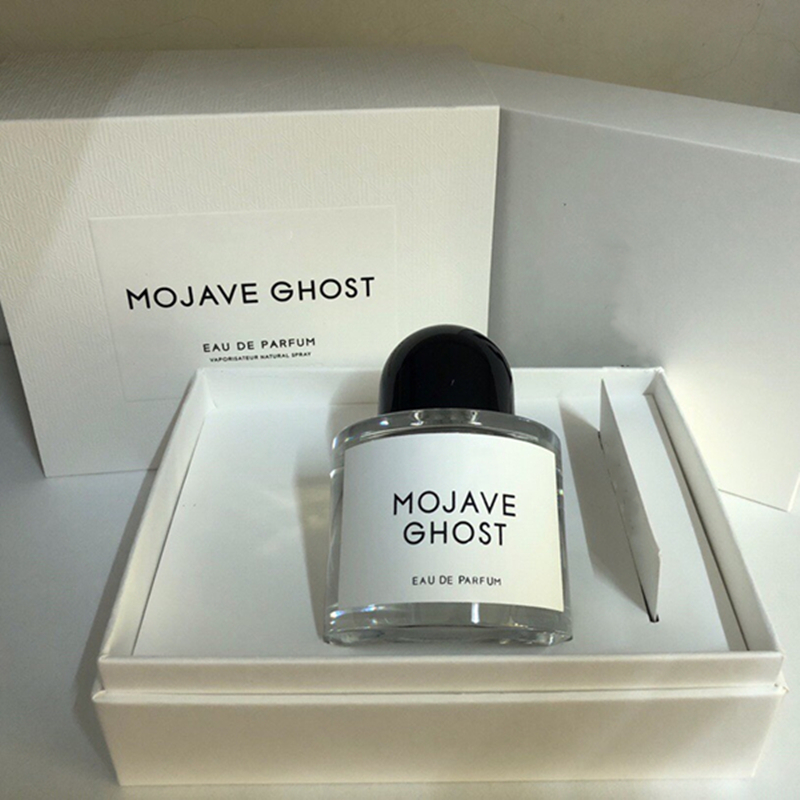 MOJAVE GHOST
EAU DE PARFUM
VAPORISATEUR NATURAL SPRAY
MOJAVE
GHOST
EAU DE PARFUM